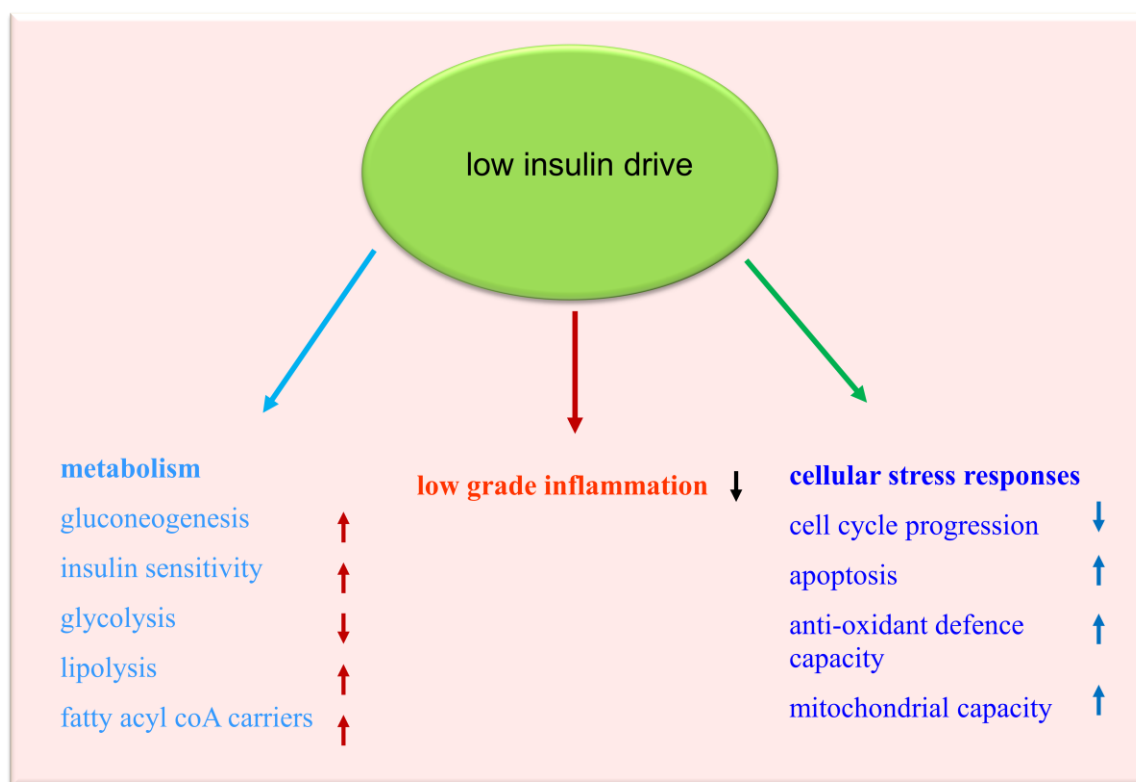 low insulin drive
metabolism
gluconeogenesis
insulin sensitivity
glycolysis
lipolysis
fatty acyl coA carriers
low grade inflammation
cellular stress responses
cell cycle progression
apoptosis
anti-oxidant defence
capacity
mitochondrial capacity